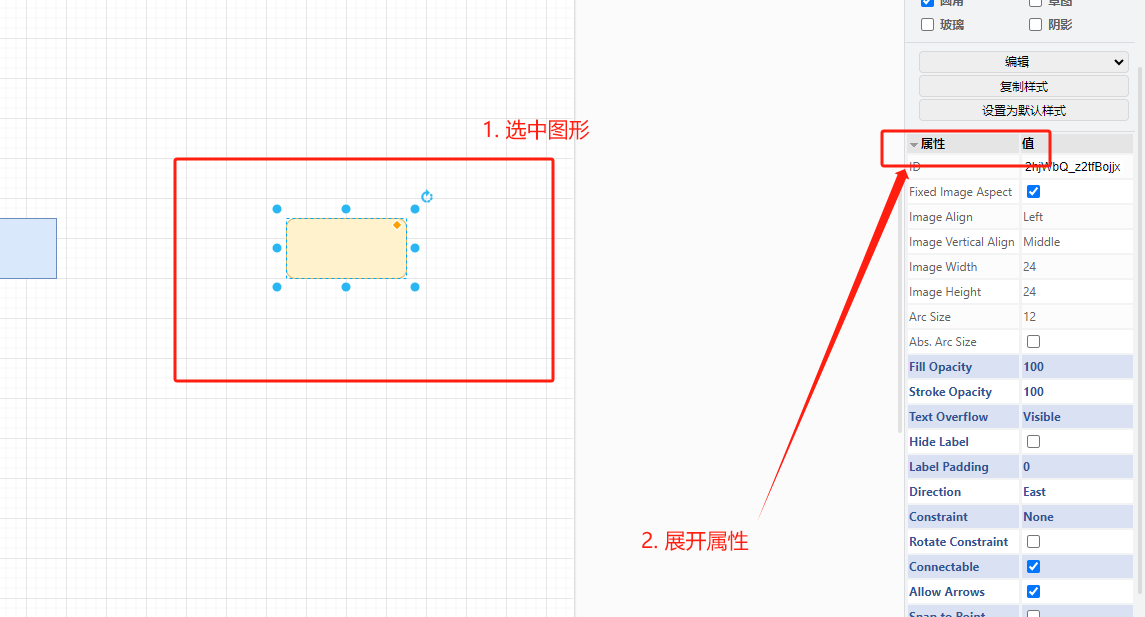 圆角
草图
玻璃
阴影
编辑
复制样式
设置为默认样式
1. 选中图形
属性 值
ID 2hjWbQ_z2tfBojjx
Fixed Image Aspect
Image Align Left
Image Vertical Align Middle
Image Width 24
Image Height 24
Arc Size 12
Abs. Arc Size
Fill Opacity 100
Stroke Opacity 100
Text Overflow Visible
Hide Label
Label Padding 0
Direction East
Constraint None
Rotate Constraint
2. 展开属性
Connectable
Allow Arrows
Snap to Point